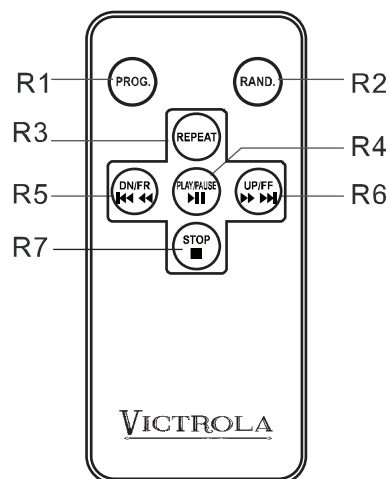 R1 PROG. RAND. R2
R3 REPEAT R4
R5 DN/FR PLAY/PAUSE UP/FF R6
R7 STOP
VICTROLA